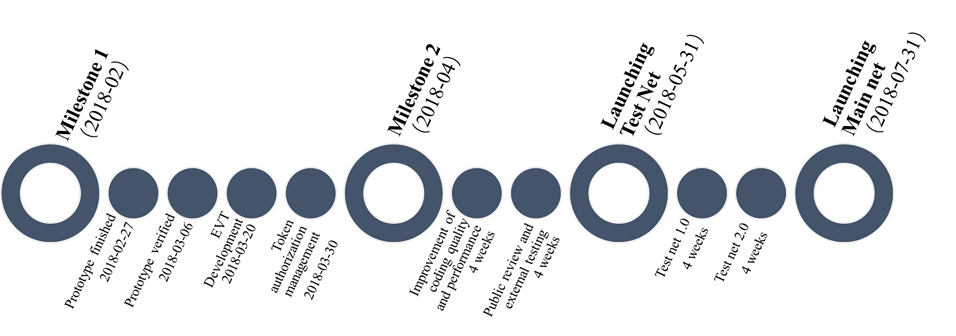 Milestone 1
(2018-02)
Prototype finished
2018-02-27
Prototype verified
2018-03-06
EVT
Development
2018-03-20
Token
authorization
management
2018-03-30
Milestone 2
(2018-04)
Improvement of
coding quality
and performance
4 weeks
Public review and
external testing
4 weeks
Launching
Test Net
(2018-05-31)
Test net 1.0
4 weeks
Test net 2.0
4 weeks
Launching
Main net
(2018-07-31)